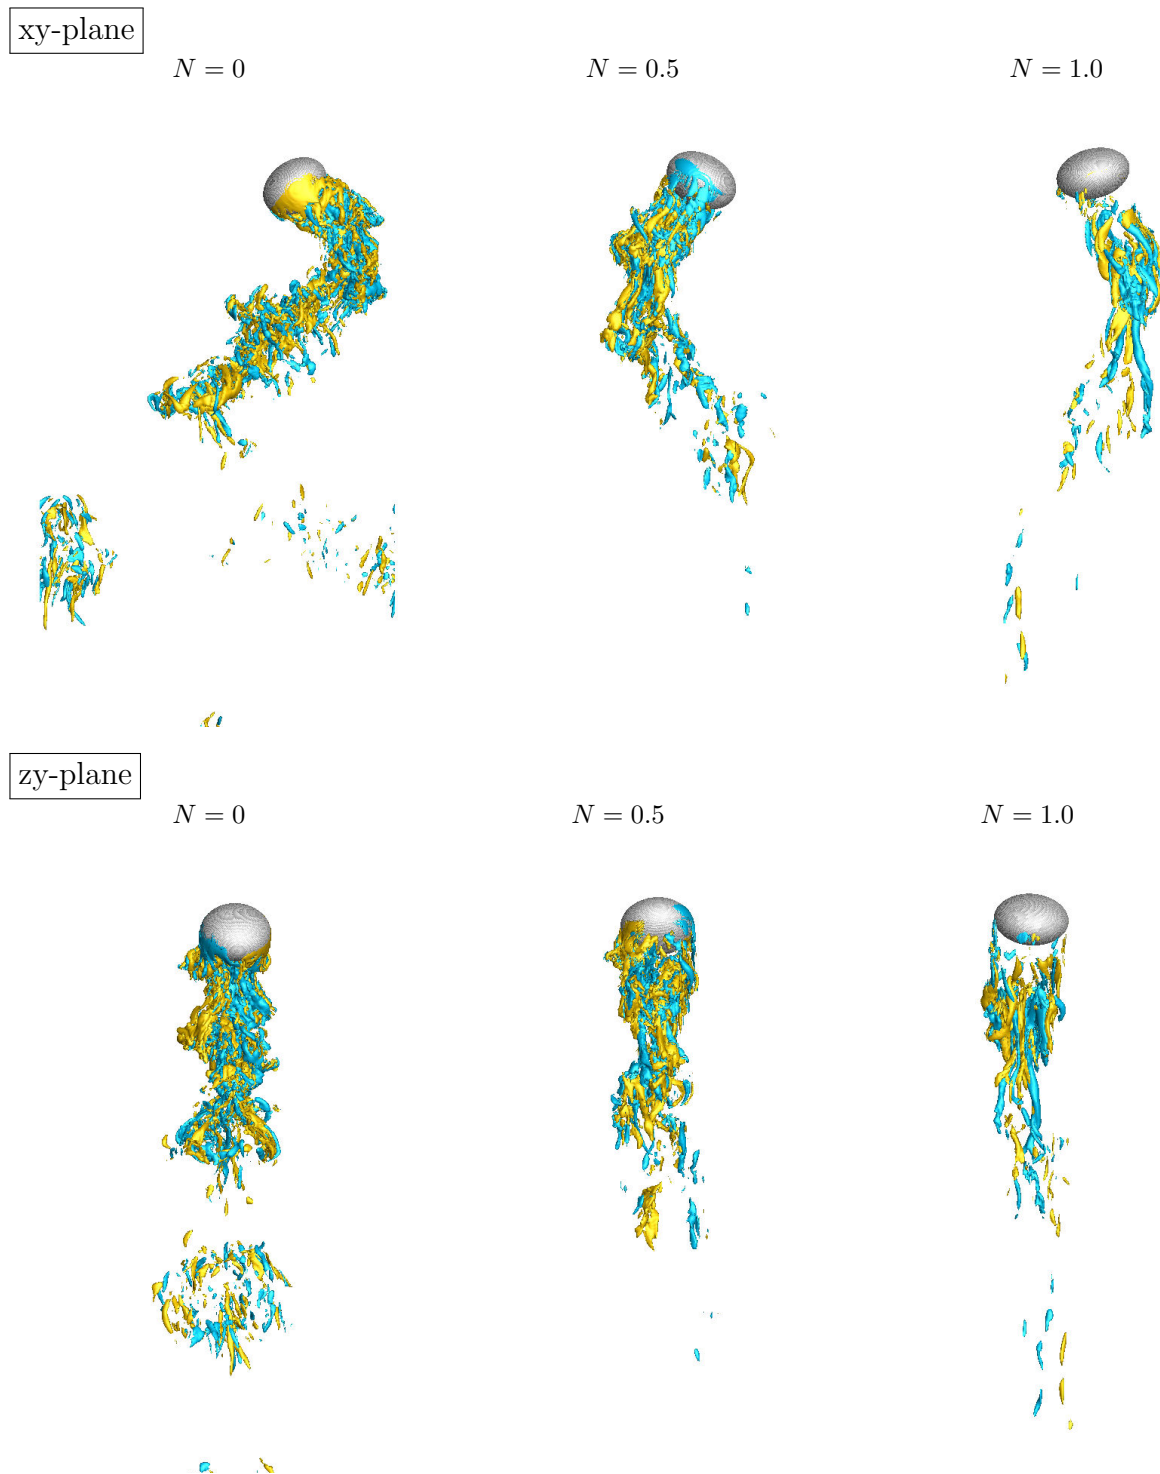 xy-plane
N = 0 N = 0.5 N = 1.0
zy-plane
N = 0 N = 0.5 N = 1.0